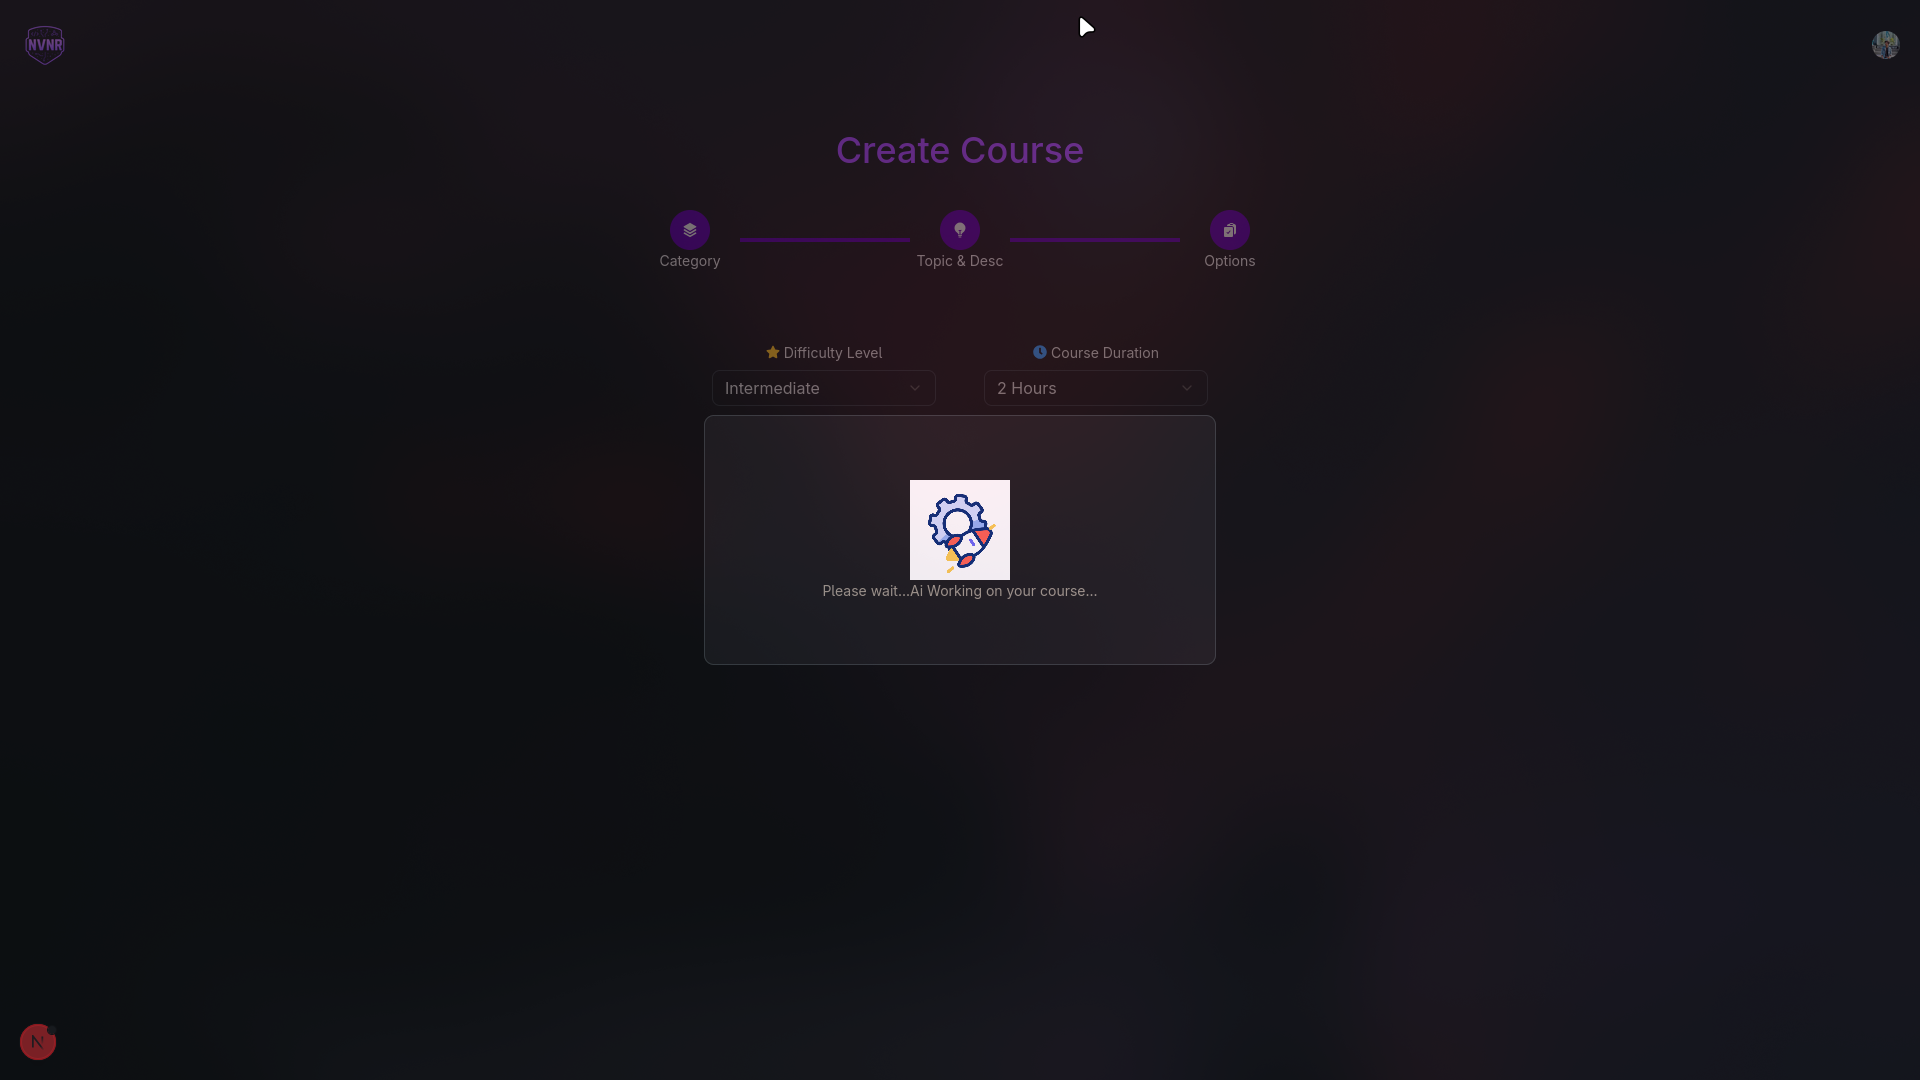 NVNR
Create Course
Category
Topic & Desc
Options
Difficulty Level
Course Duration
Intermediate
2 Hours
Please wait...Ai Working on your course...
N